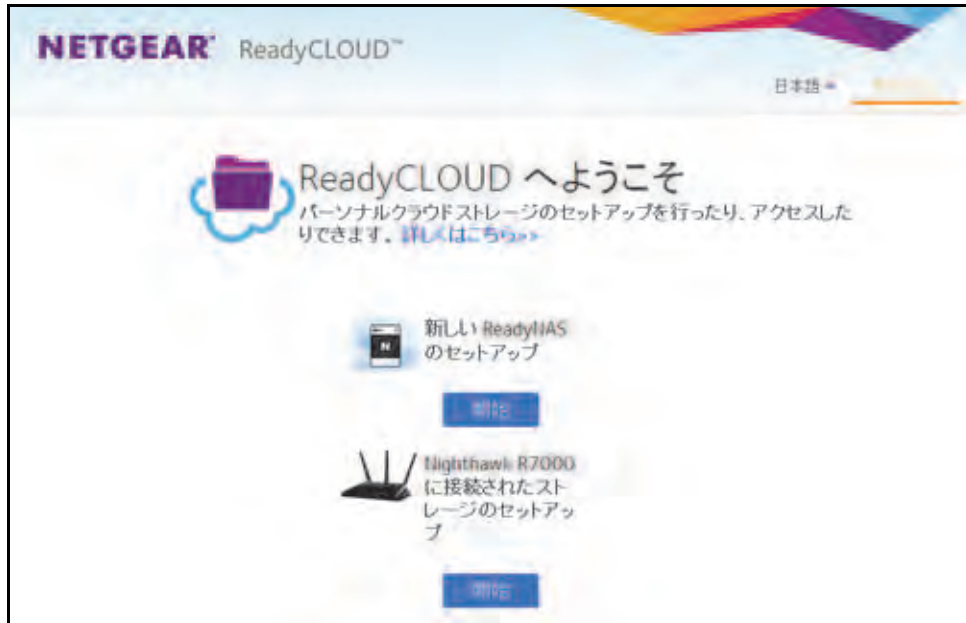 NETGEAR® ReadyCLOUD™
日本語
ReadyCLOUD へようこそ
パーソナルクラウドストレージのセットアップを行ったり、アクセスした
りできます。詳しくはこちら>>
新しい ReadyNAS
のセットアップ
開始
Nighthawk R7000
に接続されたスト
レージのセットアッ
プ
開始